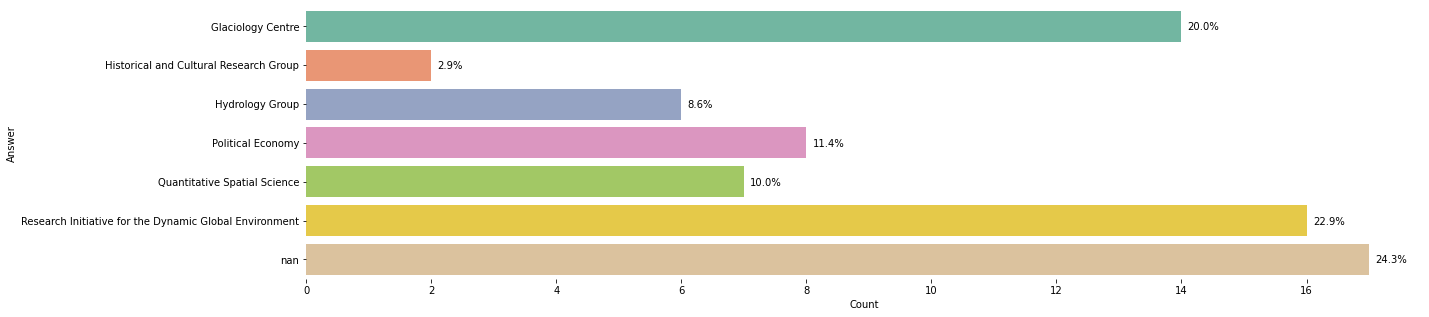 Glaciology Centre 20.0%
Historical and Cultural Research Group 2.9%
Hydrology Group 8.6%
Political Economy 11.4%
Answer
Quantitative Spatial Science 10.0%
Research Initiative for the Dynamic Global Environment 22.9%
nan 24.3%
0 2 4 6 8 10 12 14 16
Count